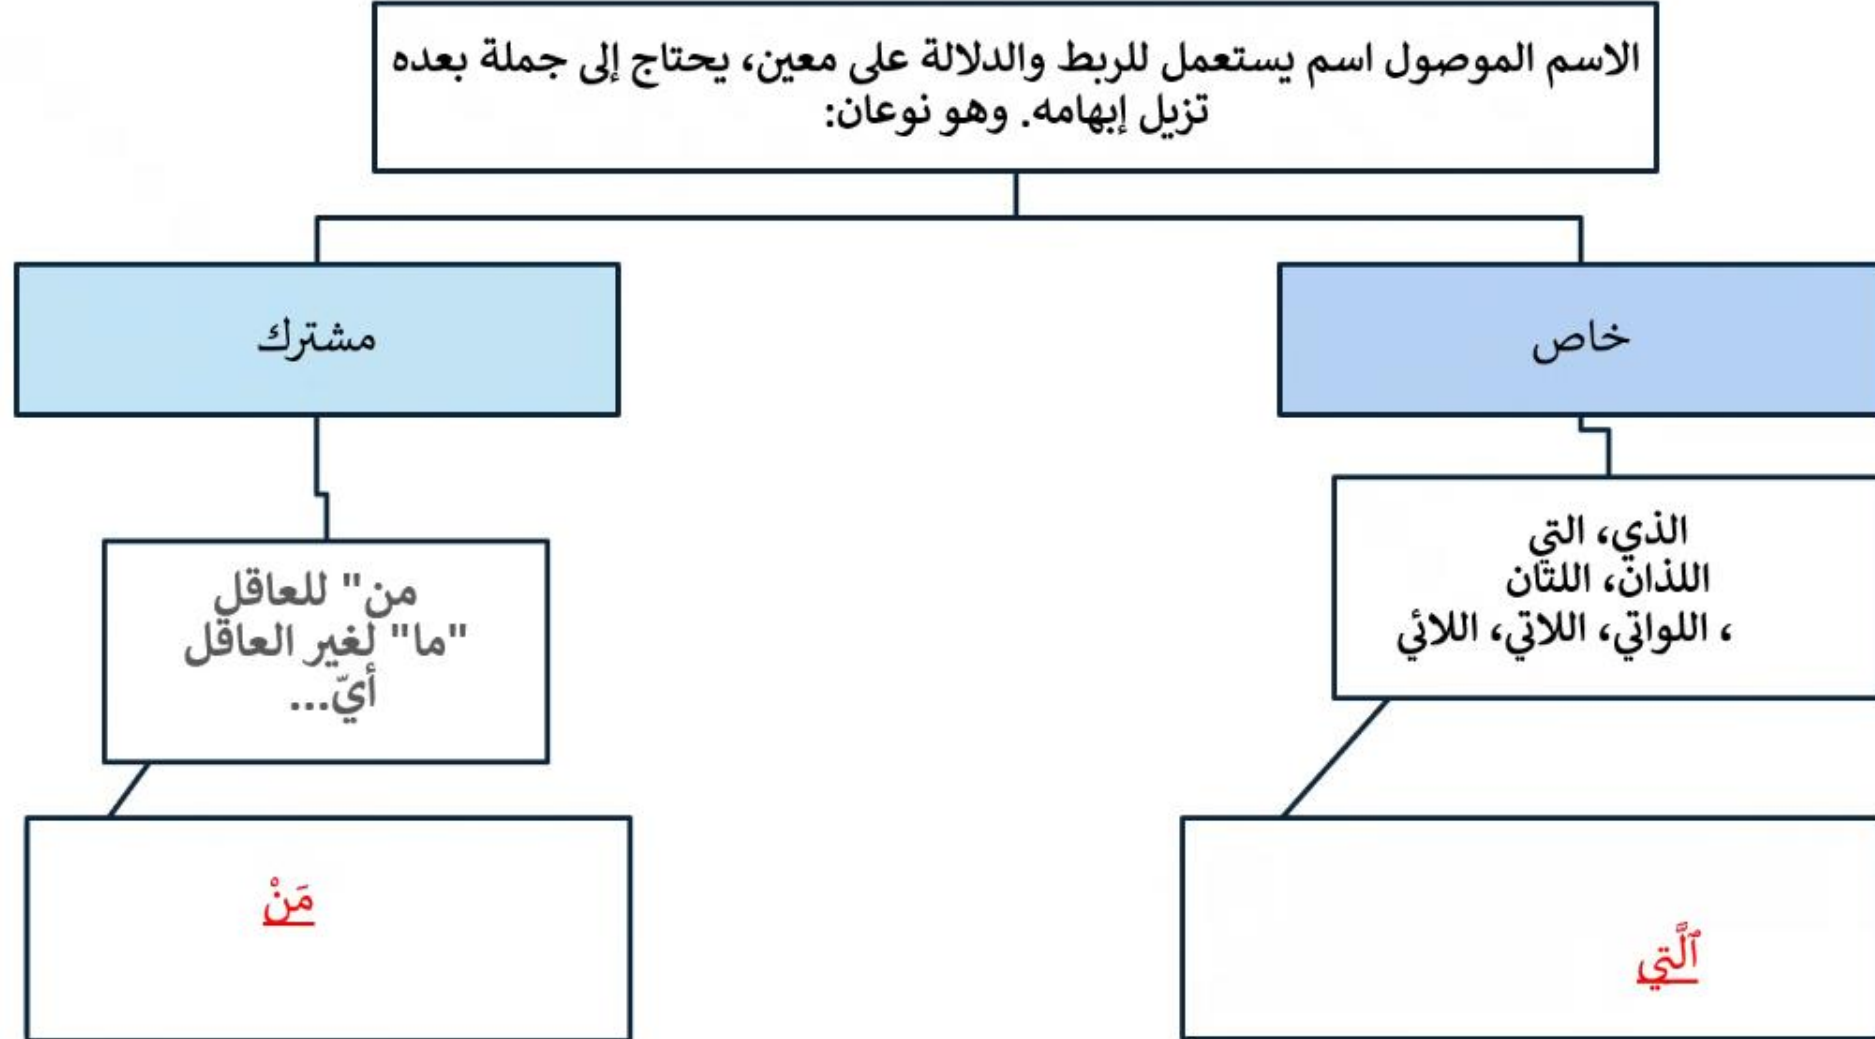 الاسم الموصول اسم يستعمل للربط والدلالة على معين، يحتاج إلى جملة بعده
تزيل إبهامه. وهو نوعان:
خاص
مشترك
الذي، التي
اللذان، اللتان
، اللواتي، اللاتي، اللائي
من" للعاقل
"ما" لغير العاقل
أيّ...
ٱلَّتِي
مَنْ